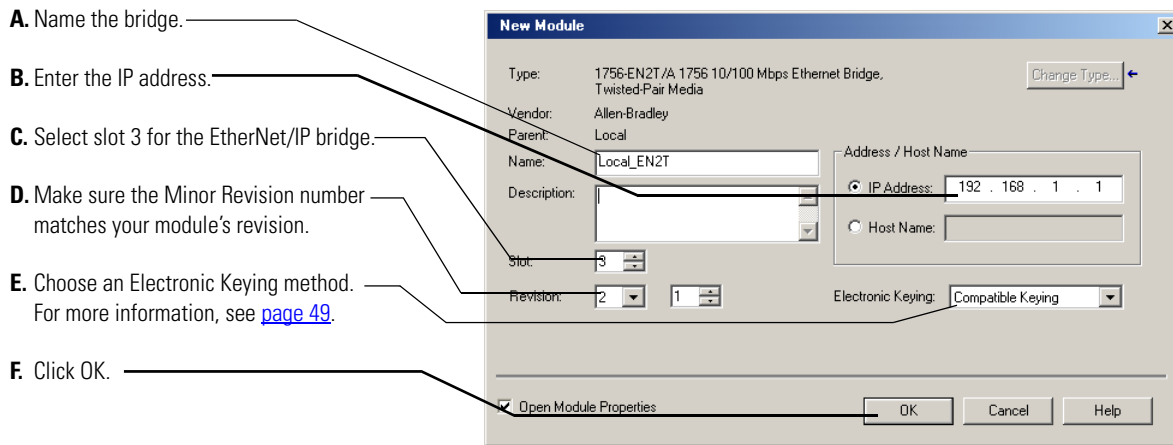 A. Name the bridge.
B. Enter the IP address.
C. Select slot 3 for the EtherNet/IP bridge.
D. Make sure the Minor Revision number
matches your module's revision.
E. Choose an Electronic Keying method.
For more information, see page 49.
F. Click OK.
New Module
Type: 1756-EN2T/A 1756 10/100 Mbps Ethernet Bridge,
Twisted-Pair Media
Change Type...
Vendor: Allen-Bradley
Parent: Local
Name: Local_EN2T
Description:
Address / Host Name
IP Address: 192 . 168 . 1 . 1
Host Name:
Slot: 3
Revision: 2 1
Electronic Keying: Compatible Keying
Open Module Properties
OK Cancel Help